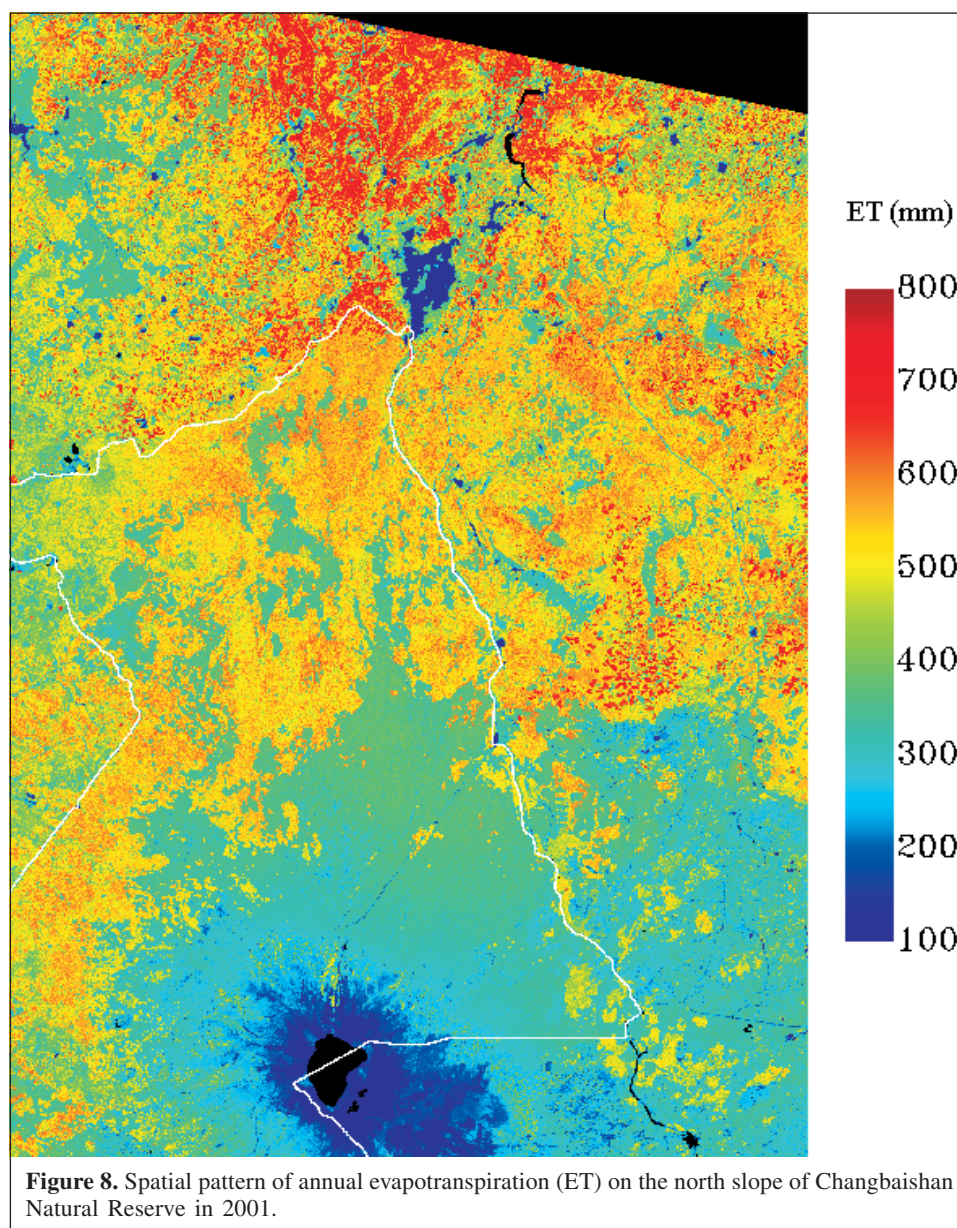 ET (mm)
800
700
600
500
400
300
200
100
Figure 8. Spatial pattern of annual evapotranspiration (ET) on the north slope of Changbaishan
Natural Reserve in 2001.